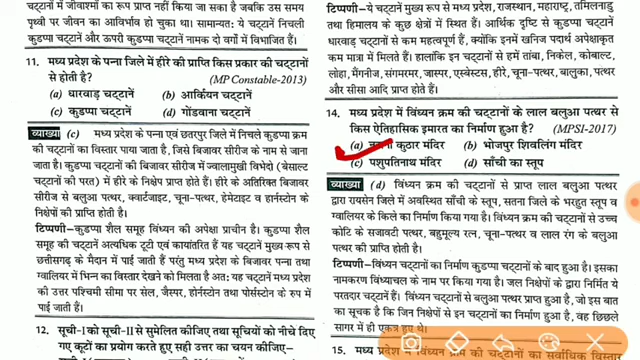 में जीवाश्मों का रूप प्राप्त नहीं किया जा सका है जबकि उस समय
पृथ्वी पर जीवन का आविर्भाव हो चुका था। सामान्यतः ये चट्टानें निचली
कुडप्पा चट्टानें और ऊपरी कुडप्पा चट्टानें नामक दो वर्गों में विभाजित हैं।
11. मध्य प्रदेश के पन्ना जिले में हीरे की प्राप्ति किस प्रकार की चट्टानों
से होती है?
(MP Constable-2013)
(a) धारवाड़ चट्टानें (b) आर्कियन चट्टानें
(c) कुडप्पा चट्टानें (d) गोंडवाना चट्टानें
व्याख्या (c) मध्य प्रदेश के पन्ना एवं छतरपुर जिले में निचले कुडप्पा क्रम
की चट्टानों का विस्तार पाया जाता है, जिसे बिजावर सीरीज के नाम से जाना
जाता है। कुडप्पा की बिजावर सीरीज में ज्वालामुखी विभेदो (बेसाल्ट
चट्टानों की परत) में हीरे के निक्षेप प्राप्त होते हैं। हीरे के अतिरिक्त बिजावर
सीरीज से बलुआ पत्थर, क्वार्टजाइट, चूना-पत्थर, हेमेटाइट व हार्नस्टोन के
निक्षेपों की प्राप्ति होती है।
टिप्पणी—कुडप्पा शैल समूह विंध्यन की अपेक्षा प्राचीन है। कुडप्पा शैल
समूह की चट्टानें अत्यधिक टूटी एवं कायांतरित हैं यह चट्टानें मुख्य रूप से
छत्तीसगढ़ के मैदान में पाई जाती हैं परंतु मध्य प्रदेश के बिजावर पन्ना तथा
ग्वालियर में भिन्न का विस्तार देखने को मिलता है अतः यह चट्टानें मध्य प्रदेश
की उत्तर पश्चिमी सीमा पर सेल, जैस्पर, होर्नस्टोन तथा पोर्सस्टोन के रुप में
पाई जाती हैं।
12. सूची-I को सूची-II से सुमेलित कीजिए तथा सूचियों को नीचे दिए
गए कूटों का प्रयोग करते हुए सही उत्तर का चयन कीजिए–
टिप्पणी–ये चट्टानें मुख्य रूप से मध्य प्रदेश, राजस्थान, महाराष्ट्र, तमिलनाडु
तथा हिमालय के कुछ क्षेत्रों में स्थित हैं। आर्थिक दृष्टि से कुडप्पा चट्टानें
धारवाड़ चट्टानों से कम महत्वपूर्ण हैं, क्योंकि इनमें खनिज पदार्थ अपेक्षाकृत
कम मात्रा में मिलते हैं। हालांकि इन चट्टानों से हमें तांबा, निकेल, कोबाल्ट,
लोहा, मैंगनीज, संगमरमर, जास्पर, एस्बेस्टस, हीरे, चूना-पत्थर, बालुका, पत्थर
और सीसा आदि प्राप्त होते हैं।
14. मध्य प्रदेश में विंध्यन क्रम की चट्टानों के लाल बलुआ पत्थर से
किस ऐतिहासिक इमारत का निर्माण हुआ है?
(MPSI-2017)
(a) कुठार मंदिर (b) भोजपुर शिवलिंग मंदिर
(c) पशुपतिनाथ मंदिर (d) साँची का स्तूप
व्याख्या (d) विंध्यन क्रम की चट्टानों से प्राप्त लाल बलुआ पत्थर
द्वारा रायसेन जिले में अवस्थित साँची के स्तूप, सतना जिले के भरहुत स्तूप व
ग्वालियर के किले का निर्माण किया गया है। विंध्यन क्रम की चट्टानों से उच्च
कोटि के सजावटी पत्थर, बहुमूल्य रत्न, चूना-पत्थर व लाल रंग के बलुआ
पत्थर की प्राप्ति होती है।
टिप्पणी—विंध्यन चट्टानों का निर्माण कुडप्पा चट्टानों के बाद हुआ है। इसका
नामकरण विंध्याचल के नाम पर किया गया है। जल निक्षेपों के द्वारा निर्मित ये
परतदार चट्टानें हैं। विंध्यन चट्टानों से बलुआ पत्थर प्राप्त हुआ है, जो इस बात
का सूचक है कि जिन निक्षेपों से इन चट्टानों का निर्माण हुआ है, वह छिछले
सागर में ही एकत्र हुए थे।
15. मध्य प्रदेश में विंध्यन क्रम की चट्टानों का सर्वाधिक विस्तार